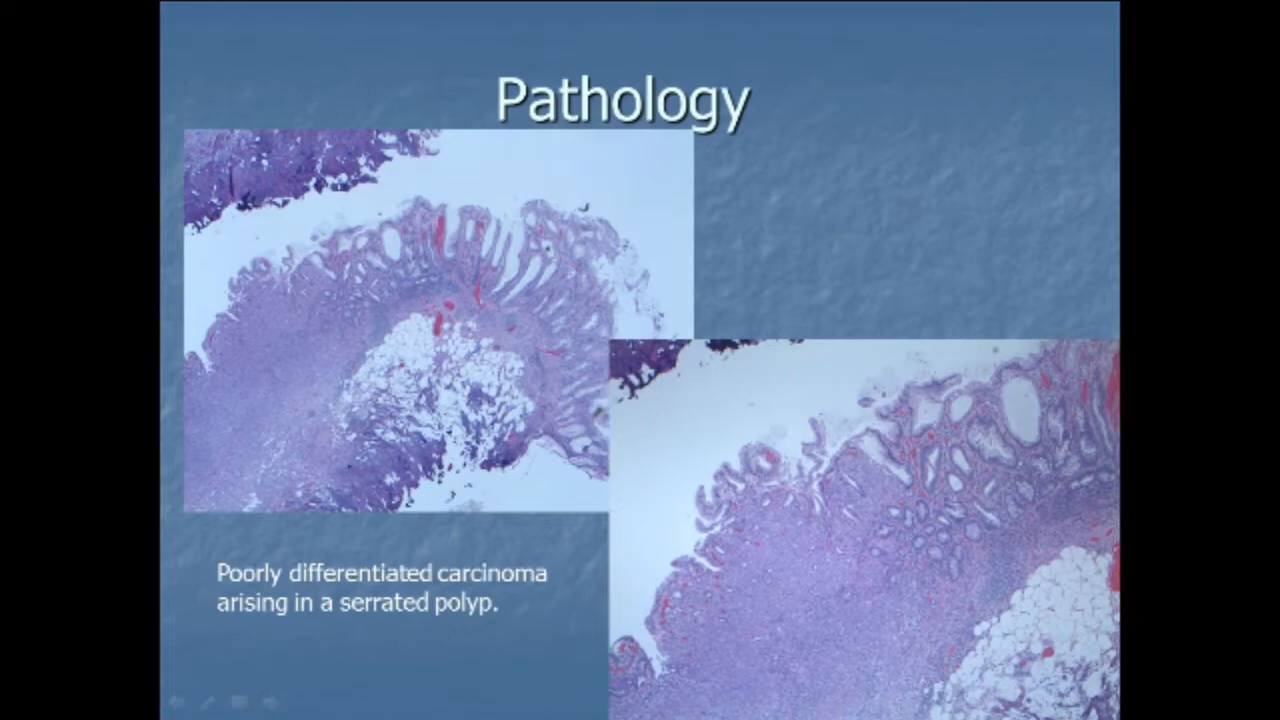 Pathology
Poorly differentiated carcinoma
arising in a serrated polyp.